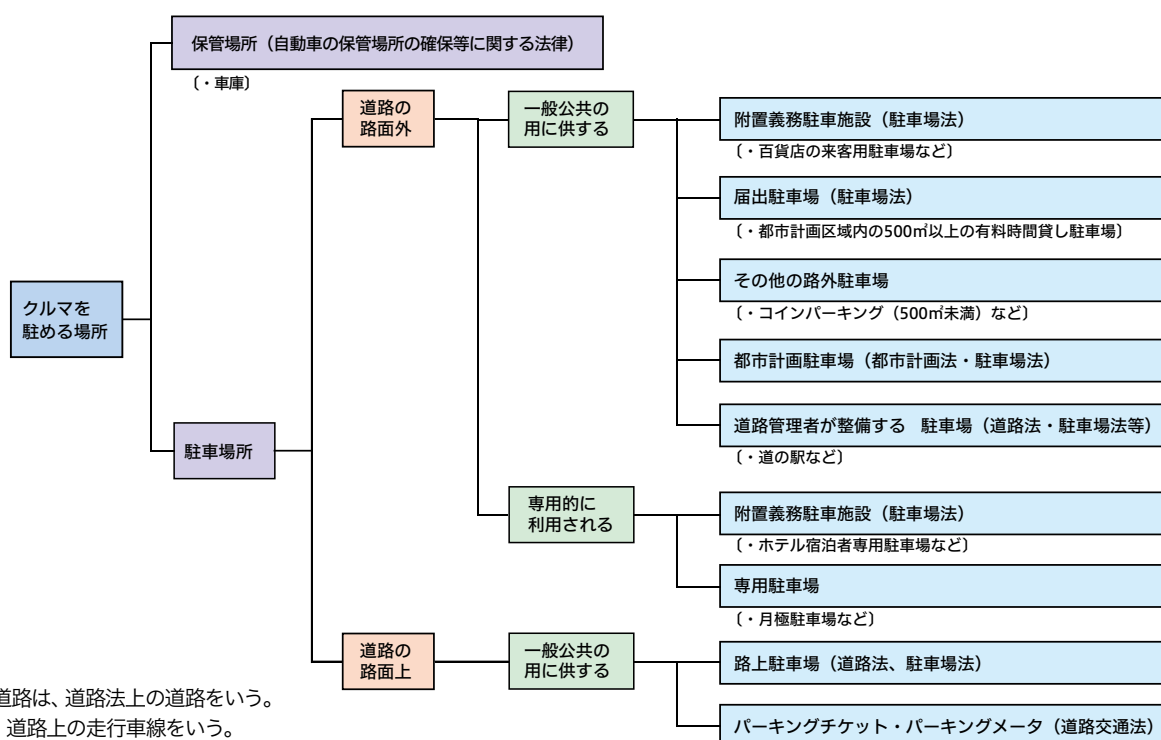 保管場所（自動車の保管場所の確保等に関する法律）
〔・車庫〕
道路の
路面外
一般公共の
用に供する
附置義務駐車施設（駐車場法）
〔・百貨店の来客用駐車場など〕
届出駐車場（駐車場法）
〔・都市計画区域内の500㎡以上の有料時間貸し駐車場〕
その他の路外駐車場
〔・コインパーキング（500㎡未満）など〕
クルマを
駐める場所
都市計画駐車場（都市計画法・駐車場法）
道路管理者が整備する　駐車場（道路法・駐車場法等）
〔・道の駅など〕
駐車場所
専用的に
利用される
附置義務駐車施設（駐車場法）
〔・ホテル宿泊者専用駐車場など〕
専用駐車場
〔・月極駐車場など〕
道路の
路面上
一般公共の
用に供する
路上駐車場（道路法、駐車場法）
パーキングチケット・パーキングメータ（道路交通法）
道路は、道路法上の道路をいう。
道路上の走行車線をいう。